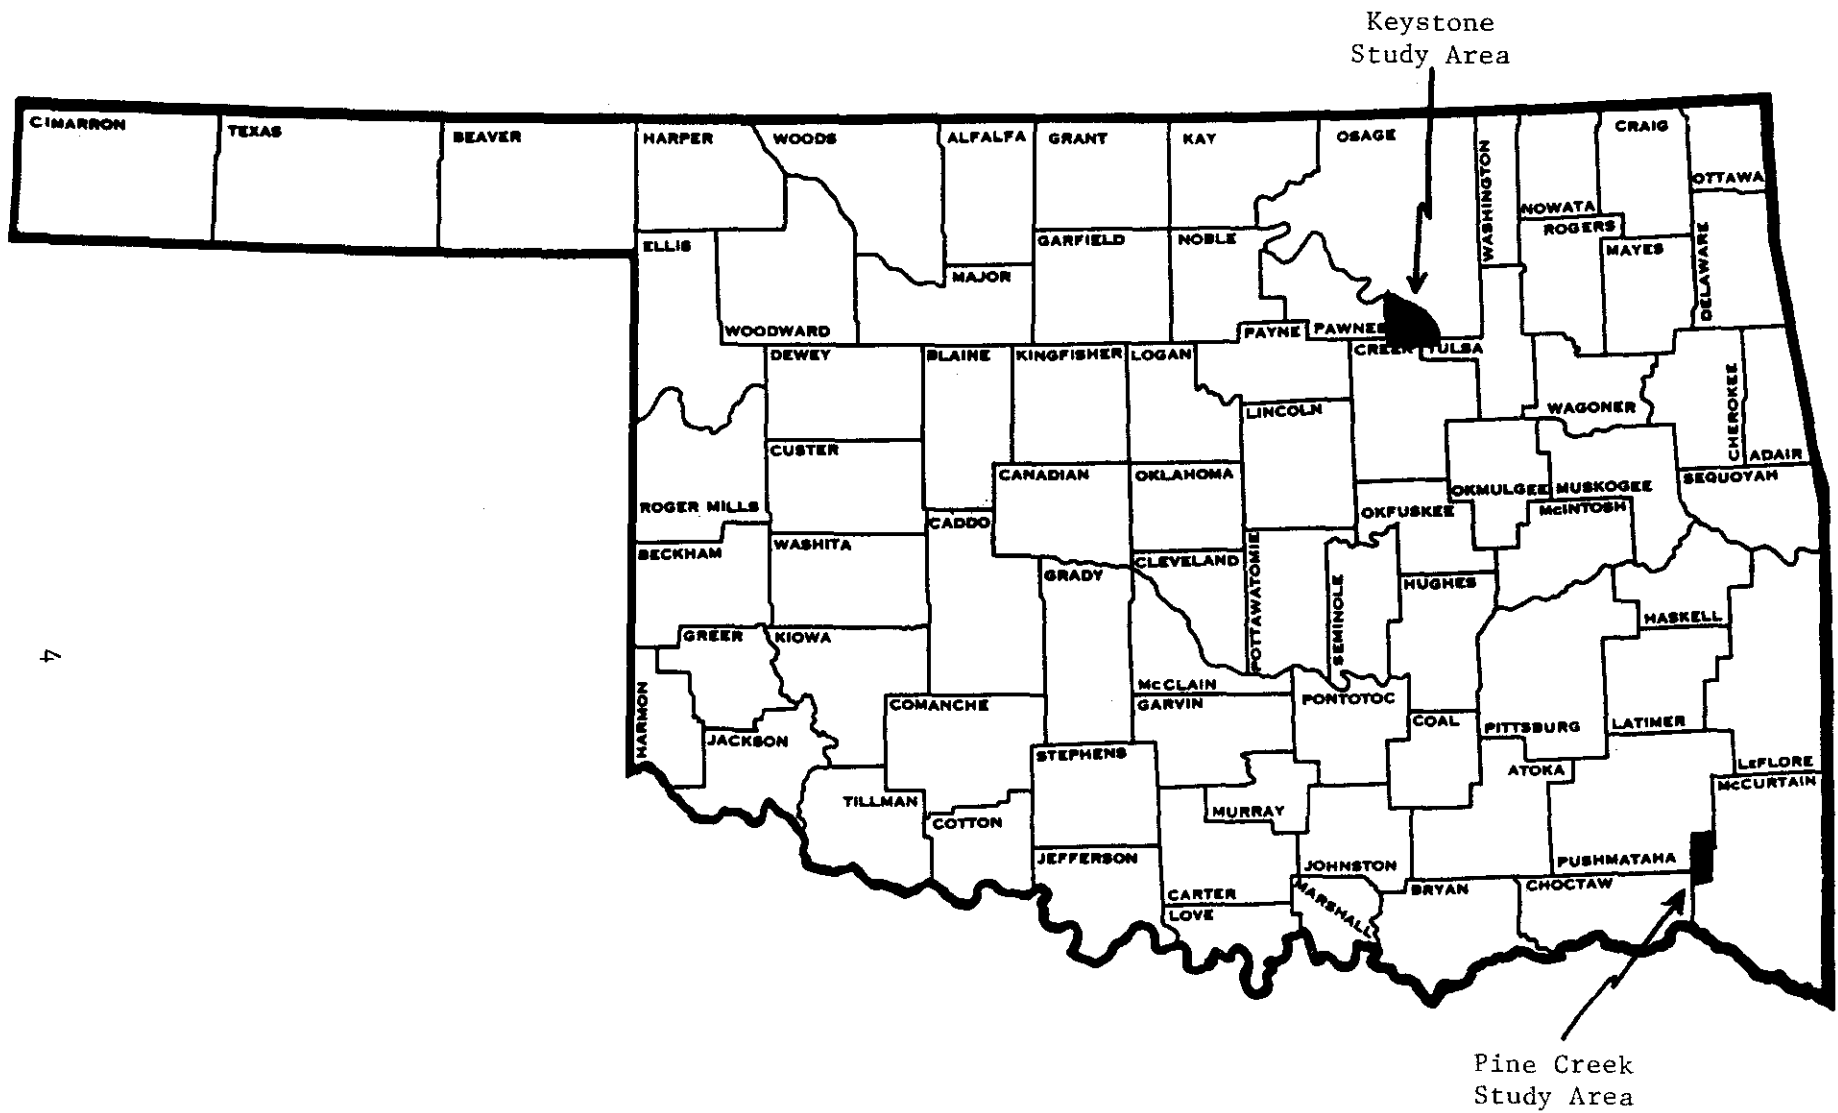 Keystone
Study Area
CIMARRON
TEXAS
BEAVER
HARPER
WOODS
ALFALFA
GRANT
KAY
OSAGE
WASHINGTON
NOWATA
CRAIG
OTTAWA
ROGERS
MAYES
DELAWARE
ELLIS
WOODWARD
MAJOR
GARFIELD
NOBLE
PAYNE
PAWNEE
CREEK
TULSA
DEWEY
BLAINE
KINGFISHER
LOGAN
LINCOLN
WAGONER
CHEROKEE
ADAIR
CUSTER
CANADIAN
OKLAHOMA
OKMULGEE
MUSKOGEE
SEQUOYAH
ROGER MILLS
CADDO
OKFUSKEE
McINTOSH
BECKHAM
WASHITA
GRADY
CLEVELAND
POTTAWATOMIE
SEMINOLE
HUGHES
HASKELL
GREER
KIOWA
HARMON
JACKSON
COMANCHE
McCLAIN
GARVIN
PONTOTOC
COAL
PITTSBURG
LATIMER
STEPHENS
ATOKA
LeFLORE
McCURTAIN
TILLMAN
COTTON
MURRAY
JEFFERSON
JOHNSTON
PUSHMATAHA
CARTER
LOVE
MARSHALL
BRYAN
CHOCTAW
Pine Creek
Study Area
4